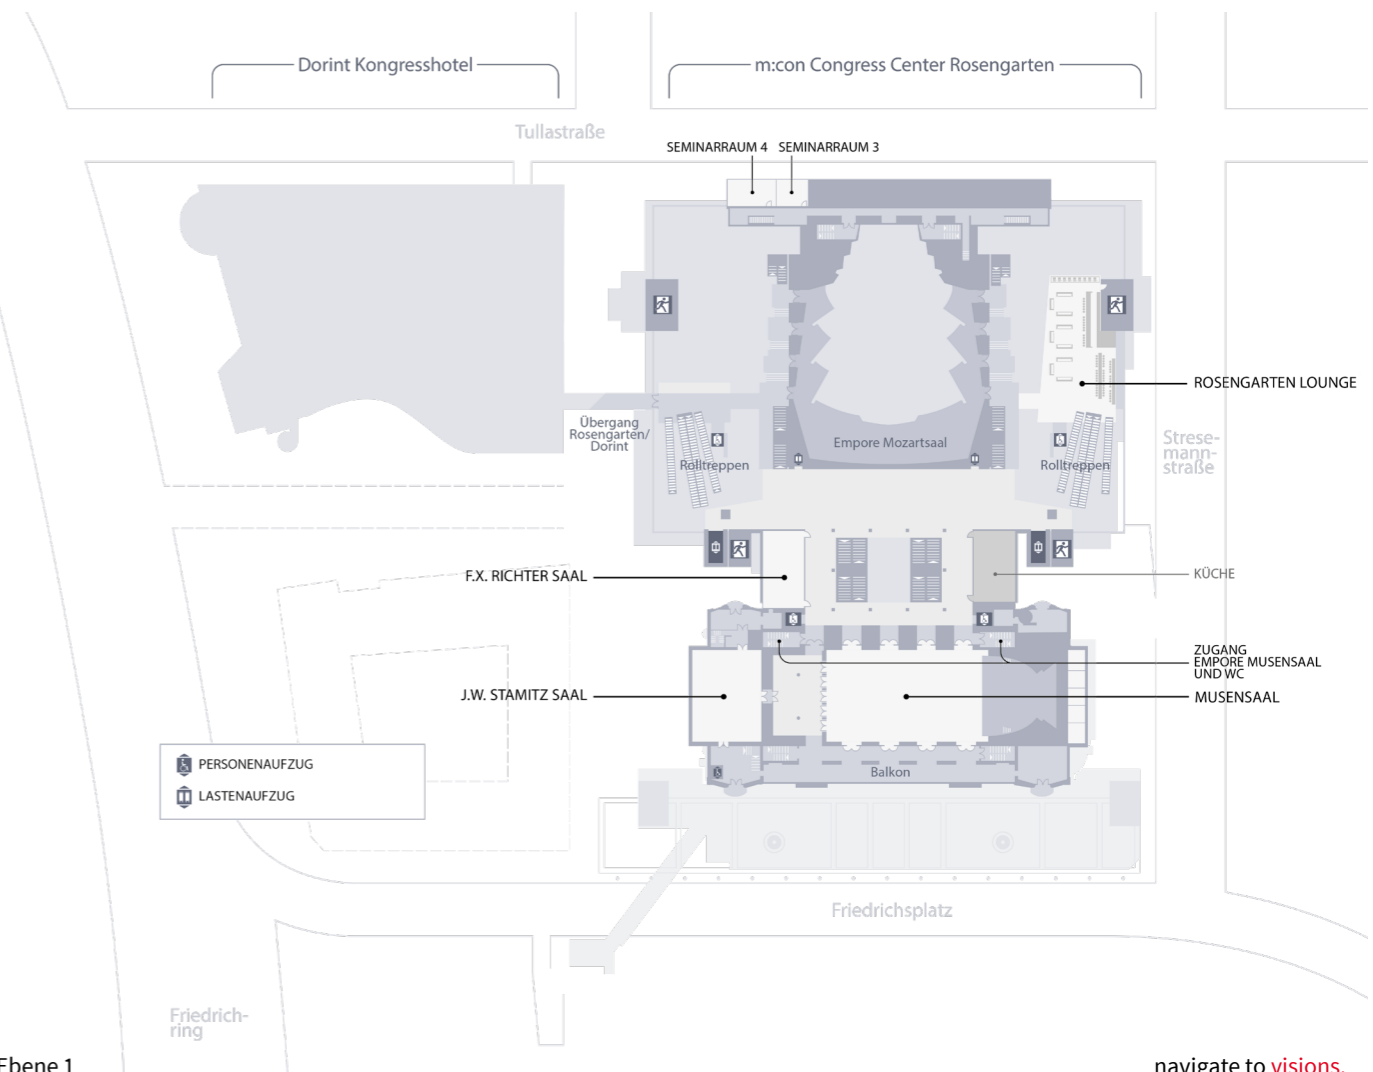 Dorint Kongresshotel
m:con Congress Center Rosengarten
Tullastraße
SEMINARRAUM 4
SEMINARRAUM 3
ROSENGARTEN LOUNGE
Übergang
Rosengarten/
Dorint
Empore Mozartsaal
Rolltreppen
Rolltreppen
Strese-
mann-
straße
F.X. RICHTER SAAL
KÜCHE
ZUGANG
EMPORE MUSENSAAL
UND WC
J.W. STAMITZ SAAL
MUSENSAAL
PERSONENAUFZUG
LASTENAUFZUG
Balkon
Friedrichsplatz
Friedrich-
ring
Ebene 1
navigate to visions.